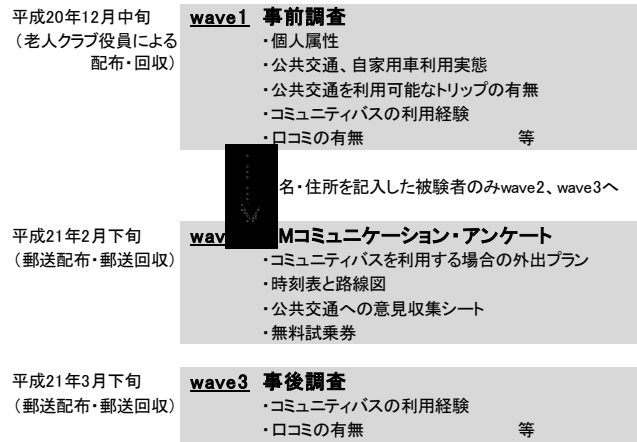 平成20年12月中旬
(老人クラブ役員による
配布・回収)
wave1 事前調査
・個人属性
・公共交通、自家用車利用実態
・公共交通を利用可能なトリップの有無
・コミュニティバスの利用経験
・口コミの有無 等
名・住所を記入した被験者のみwave2、wave3へ
平成21年2月下旬
(郵送配布・郵送回収)
wav Mコミュニケーション・アンケート
・コミュニティバスを利用する場合の外出プラン
・時刻表と路線図
・公共交通への意見収集シート
・無料試乗券
平成21年3月下旬
(郵送配布・郵送回収)
wave3 事後調査
・コミュニティバスの利用経験
・口コミの有無 等